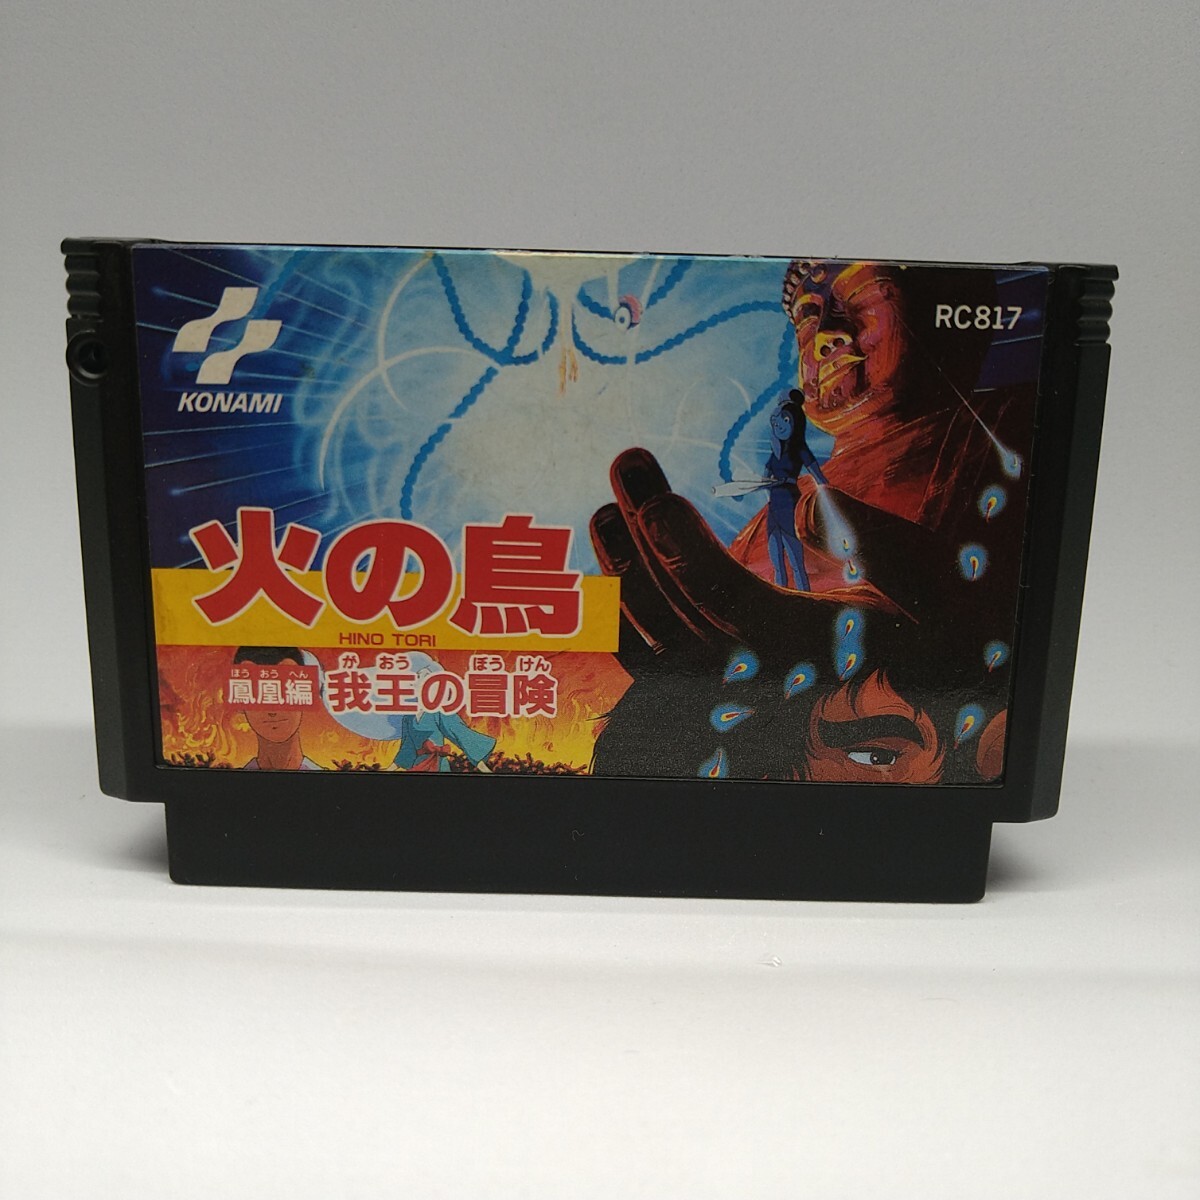 KONAMI
RC817
火の鳥
HINO TORI
ほうおうへん
鳳凰編
がおう ぼうけん
我王の冒険